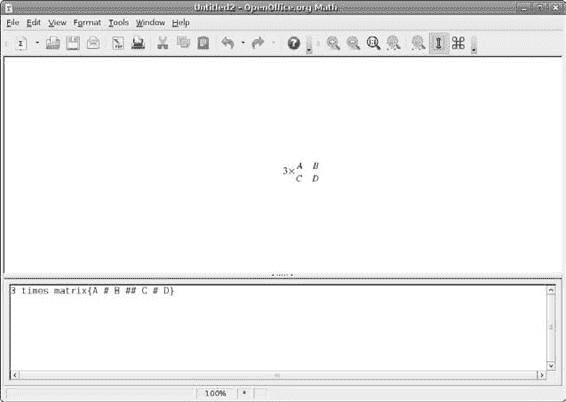 Untitled2 - OpenOffice.org Math
File Edit View Format Tools Window Help
3× A B
C D
3 times matrix{A # B ## C # D}
100% *